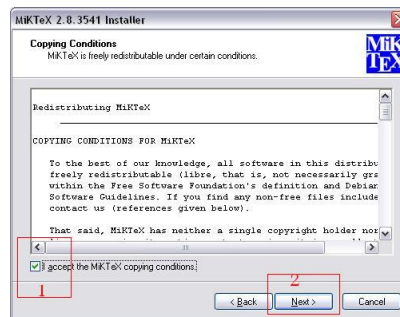 MiKTeX 2.8.3541 Installer
Copying Conditions
MiKTeX is freely redistributable under certain conditions.
MiK
TEX
Redistributing MiKTeX
COPYING CONDITIONS FOR MiKTeX
To the best of our knowledge, all software in this distribu
freely redistributable (libre, that is, not necessarily gra
within the Free Software Foundation's definition and Debian
Software Guidelines. If you find any non-free files include
contact us (references given below).
That said, MiKTeX has neither a single copyright holder nor
I accept the MiKTeX copying conditions.
1
2
< Back
Next >
Cancel